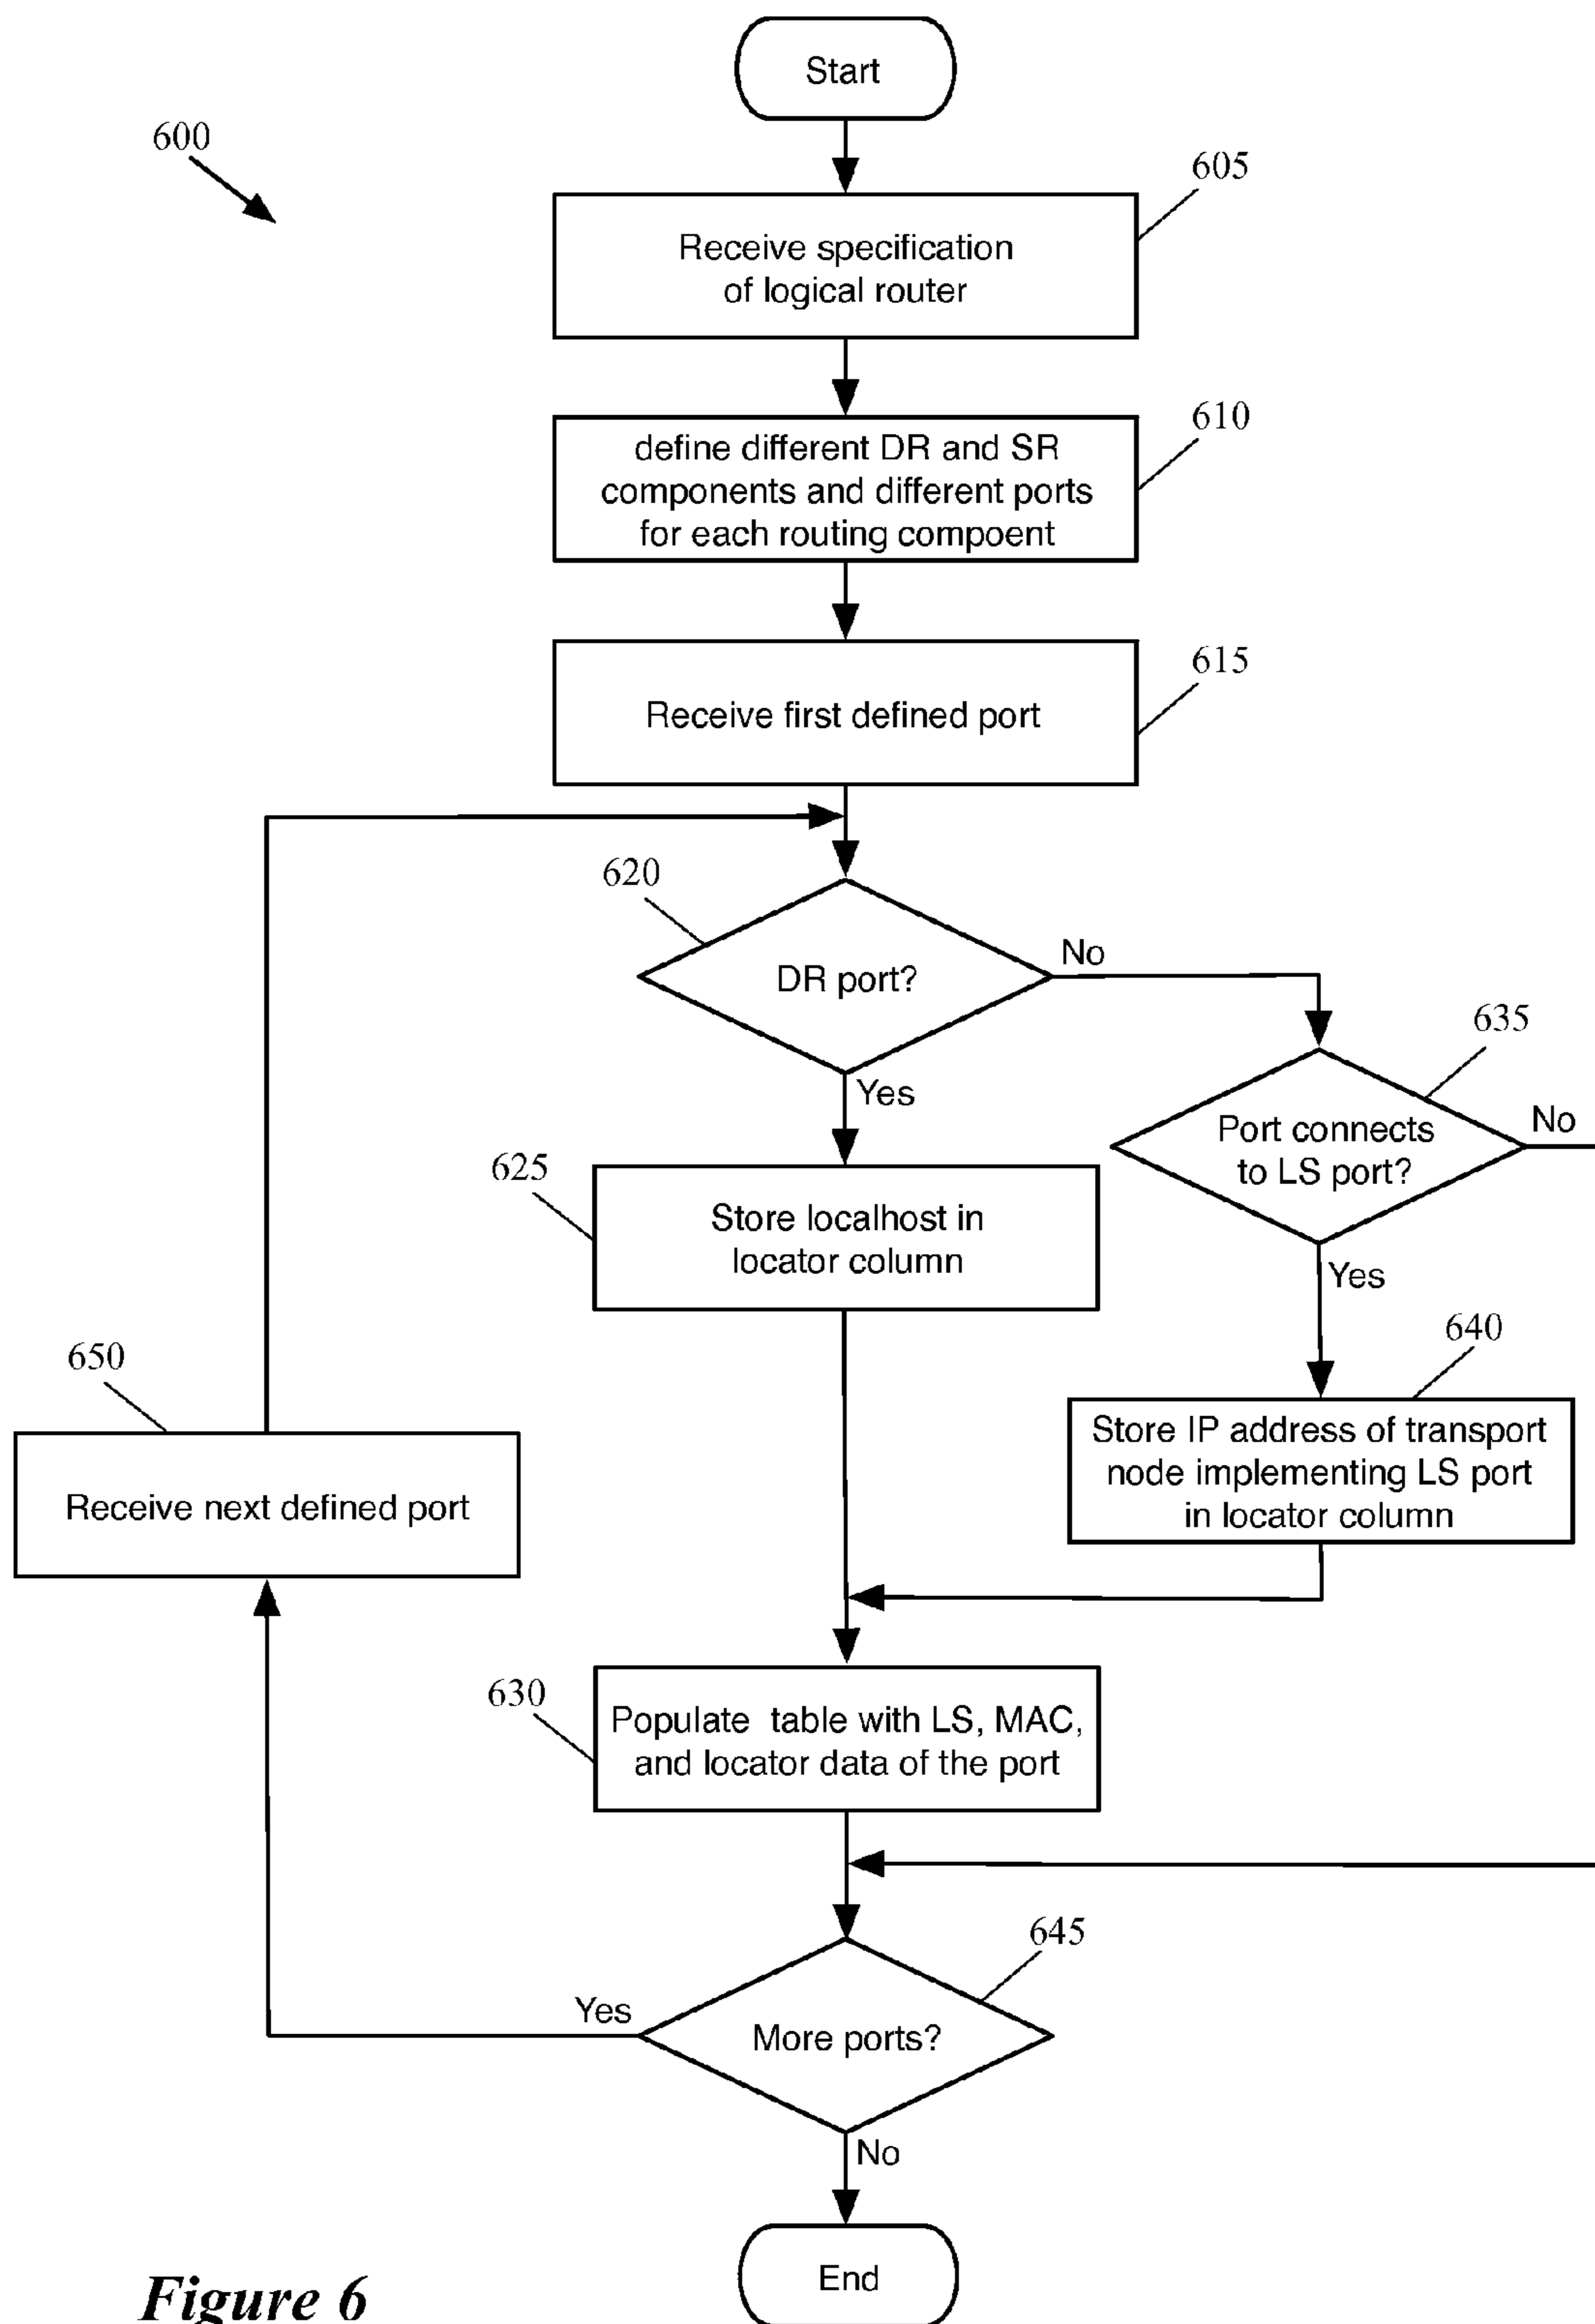 Start
600
605
Receive specification
of logical router
610
define different DR and SR
components and different ports
for each routing compoent
615
Receive first defined port
620
DR port?
No
Yes
635
Port connects
to LS port?
No
Yes
625
Store localhost in
locator column
640
Store IP address of transport
node implementing LS port
in locator column
650
Receive next defined port
630
Populate table with LS, MAC,
and locator data of the port
645
More ports?
Yes
No
End
Figure 6